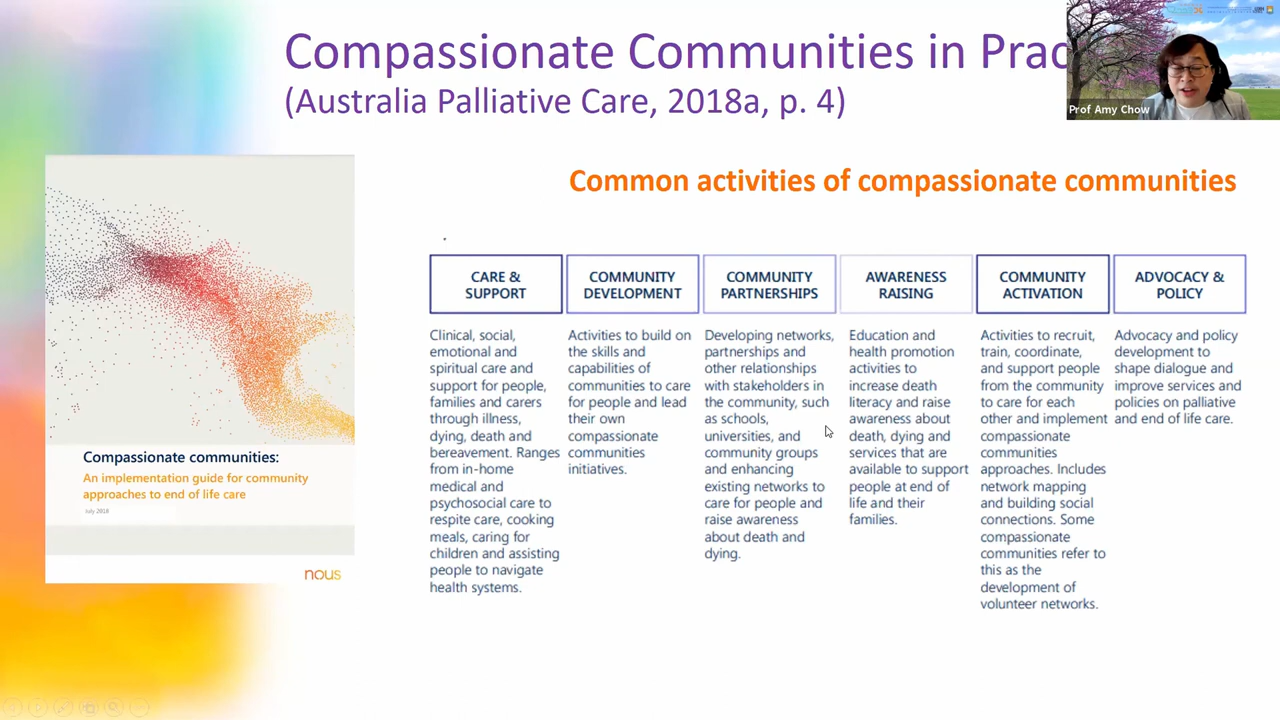 Compassionate Communities in Prac
(Australia Palliative Care, 2018a, p. 4)
Prof Amy Chow
Common activities of compassionate communities
Compassionate communities:
An implementation guide for community
approaches to end of life care
July 2018
nous
CARE &
SUPPORT
Clinical, social,
emotional and
spiritual care and
support for people,
families and carers
through illness,
dying, death and
bereavement. Ranges
from in-home
medical and
psychosocial care to
respite care, cooking
meals, caring for
children and assisting
people to navigate
health systems.
COMMUNITY
DEVELOPMENT
Activities to build on
the skills and
capabilities of
communities to care
for people and lead
their own
compassionate
communities
initiatives.
COMMUNITY
PARTNERSHIPS
Developing networks,
partnerships and
other relationships
with stakeholders in
the community, such
as schools,
universities, and
community groups
and enhancing
existing networks to
care for people and
raise awareness
about death and
dying.
AWARENESS
RAISING
Education and
health promotion
activities to
increase death
literacy and raise
awareness about
death, dying and
services that are
available to support
people at end of
life and their
families.
COMMUNITY
ACTIVATION
Activities to recruit,
train, coordinate,
and support people
from the community
to care for each
other and implement
compassionate
communities
approaches. Includes
network mapping
and building social
connections. Some
compassionate
communities refer to
this as the
development of
volunteer networks.
ADVOCACY &
POLICY
Advocacy and policy
development to
shape dialogue and
improve services and
policies on palliative
and end of life care.